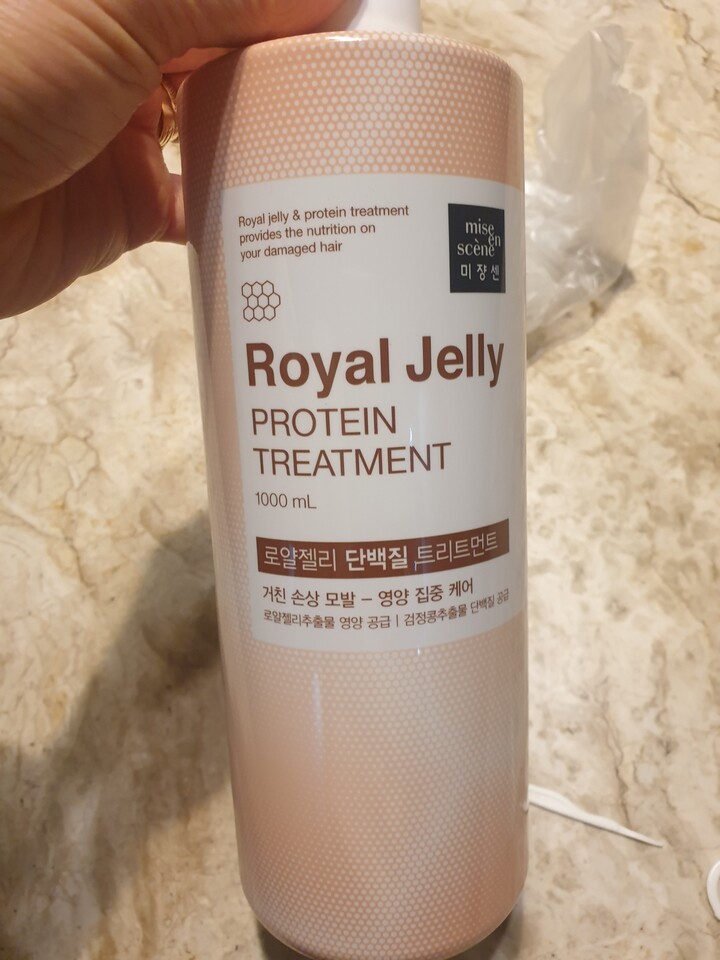 Royal jelly & protein treatment
provides the nutrition on
your damaged hair
mise
en
scène
미쟝센
Royal Jelly
PROTEIN
TREATMENT
1000 mL
로얄젤리 단백질 트리트먼트
거친 손상 모발 – 영양 집중 케어
로얄젤리추출물 영양 공급 | 검정콩추출물 단백질 공급